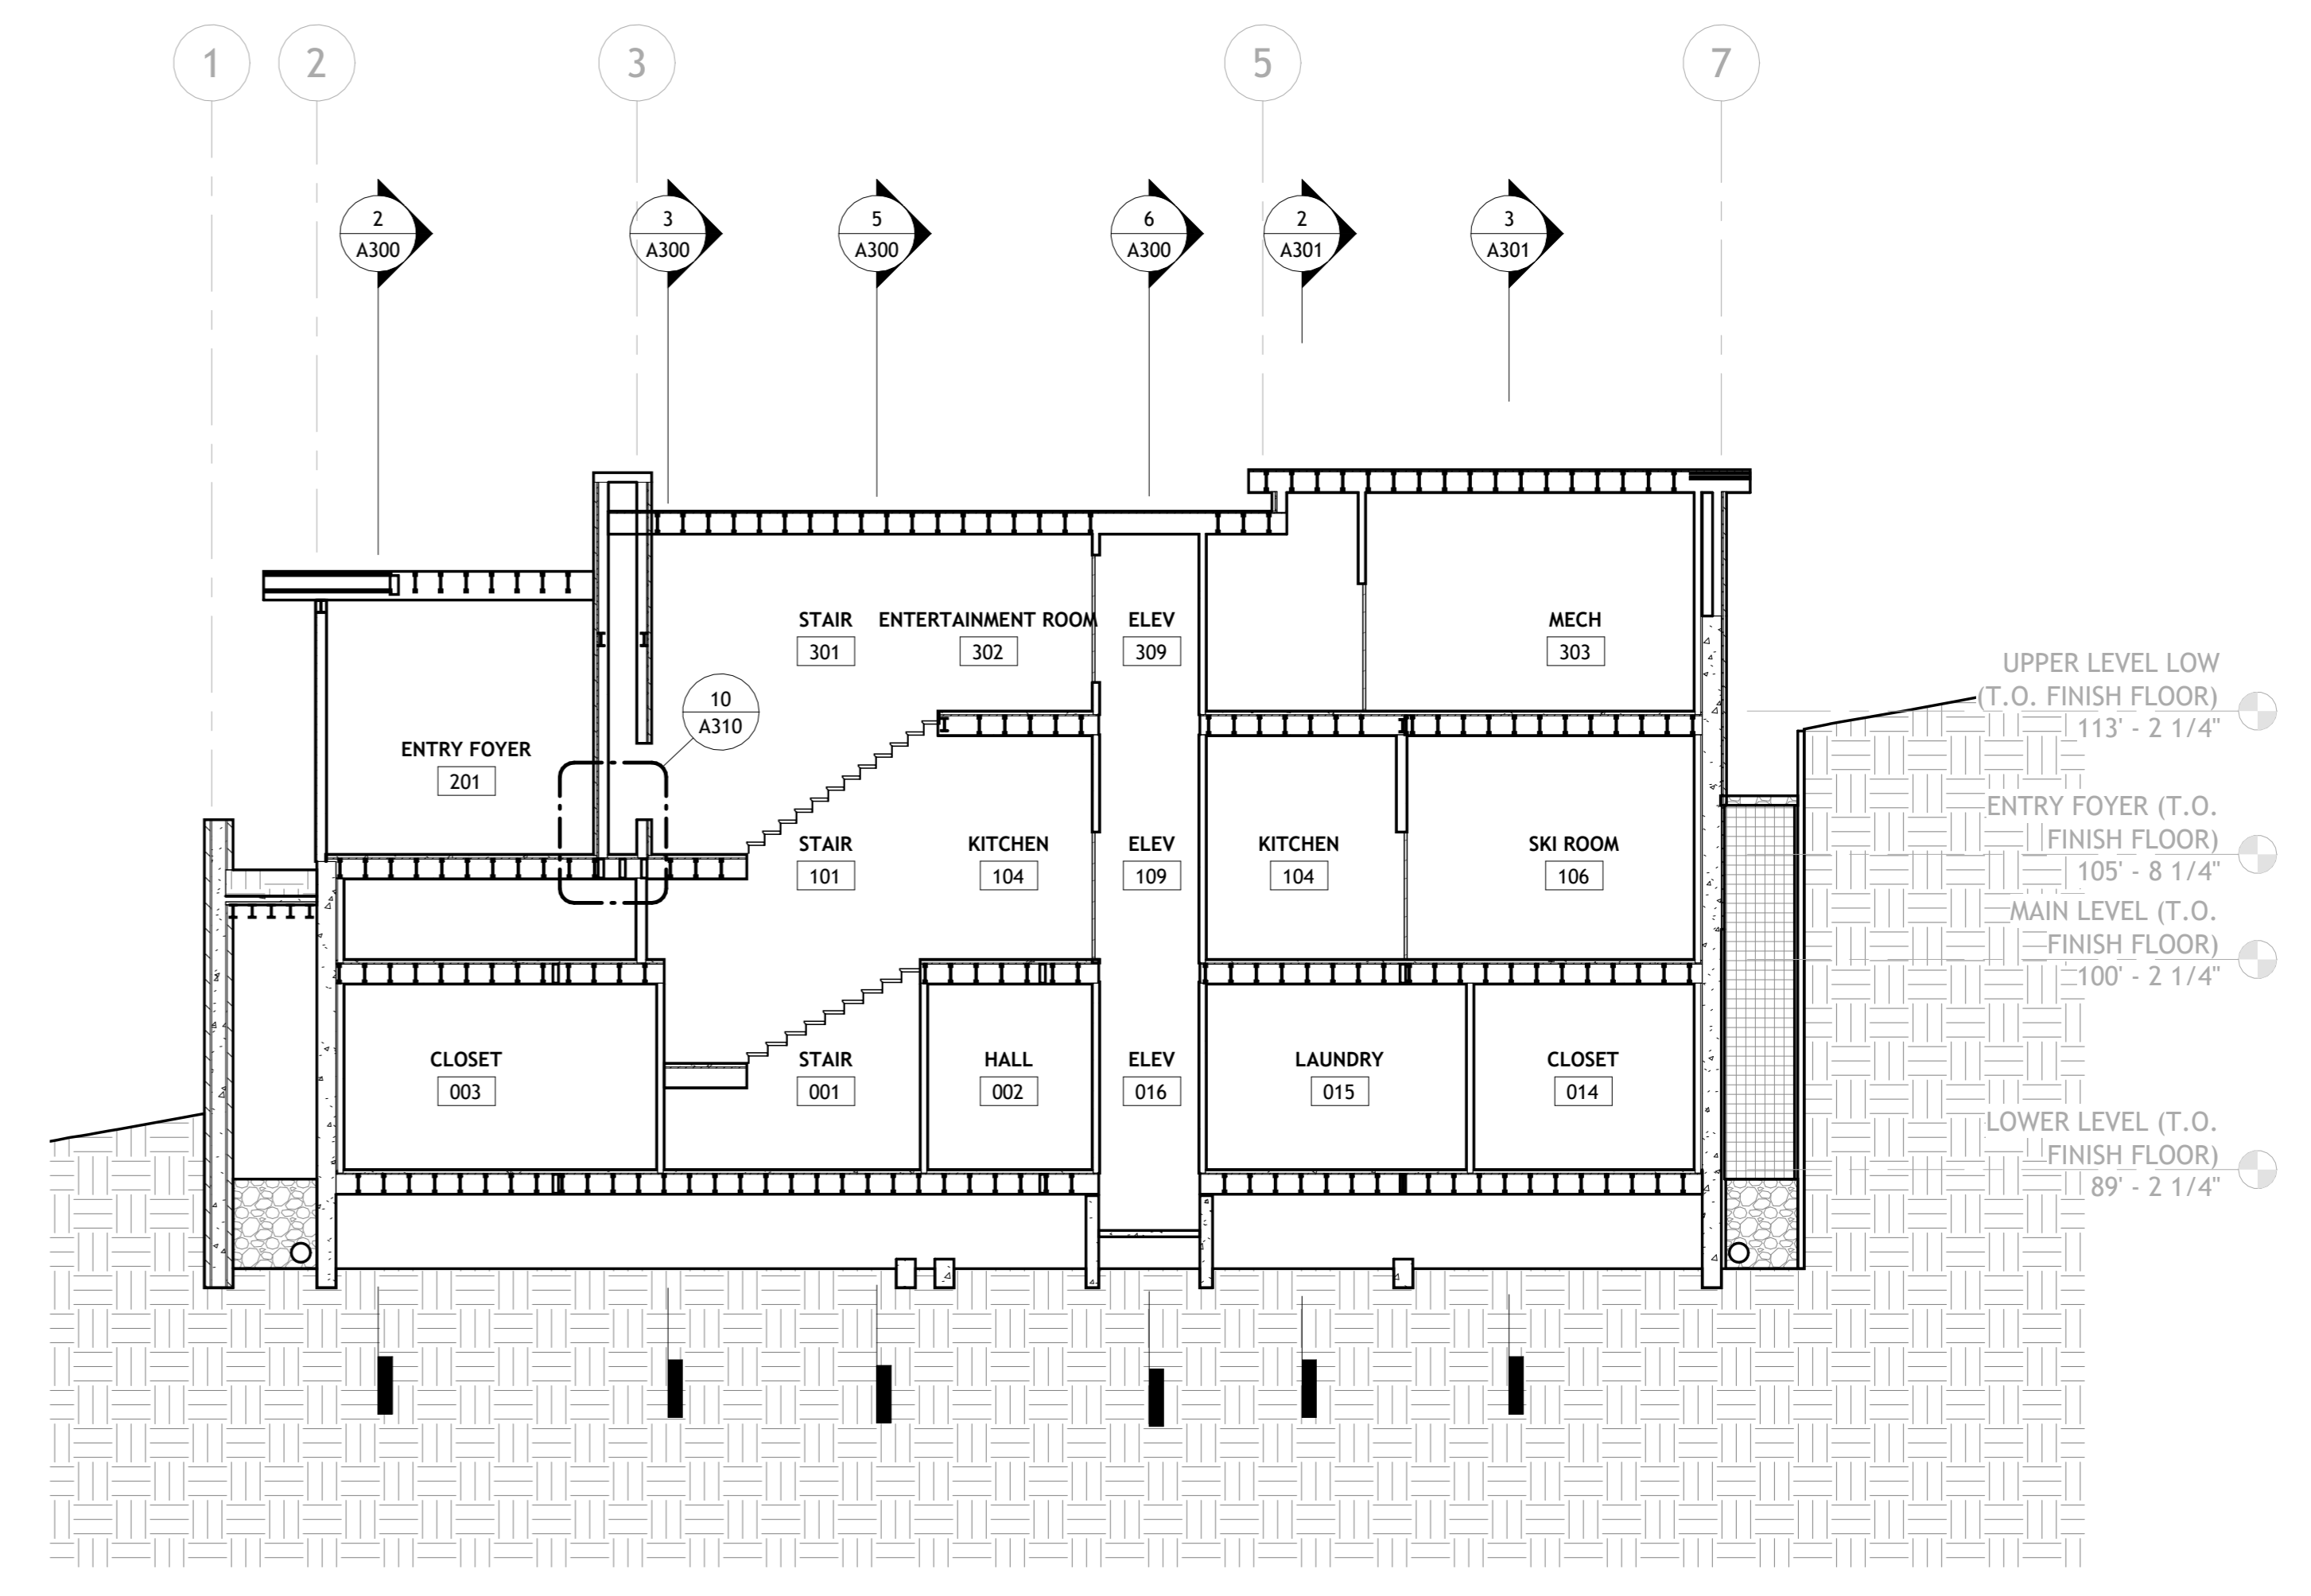 1
2
3
5
7
2
A300
3
A300
5
A300
6
A300
2
A301
3
A301
STAIR
301
ENTERTAINMENT ROOM
302
ELEV
309
MECH
303
UPPER LEVEL LOW
(T.O. FINISH FLOOR)
113' - 2 1/4"
10
A310
ENTRY FOYER
201
ENTRY FOYER (T.O.
FINISH FLOOR)
105' - 8 1/4"
STAIR
101
KITCHEN
104
ELEV
109
KITCHEN
104
SKI ROOM
106
MAIN LEVEL (T.O.
FINISH FLOOR)
100' - 2 1/4"
CLOSET
003
STAIR
001
HALL
002
ELEV
016
LAUNDRY
015
CLOSET
014
LOWER LEVEL (T.O.
FINISH FLOOR)
89' - 2 1/4"